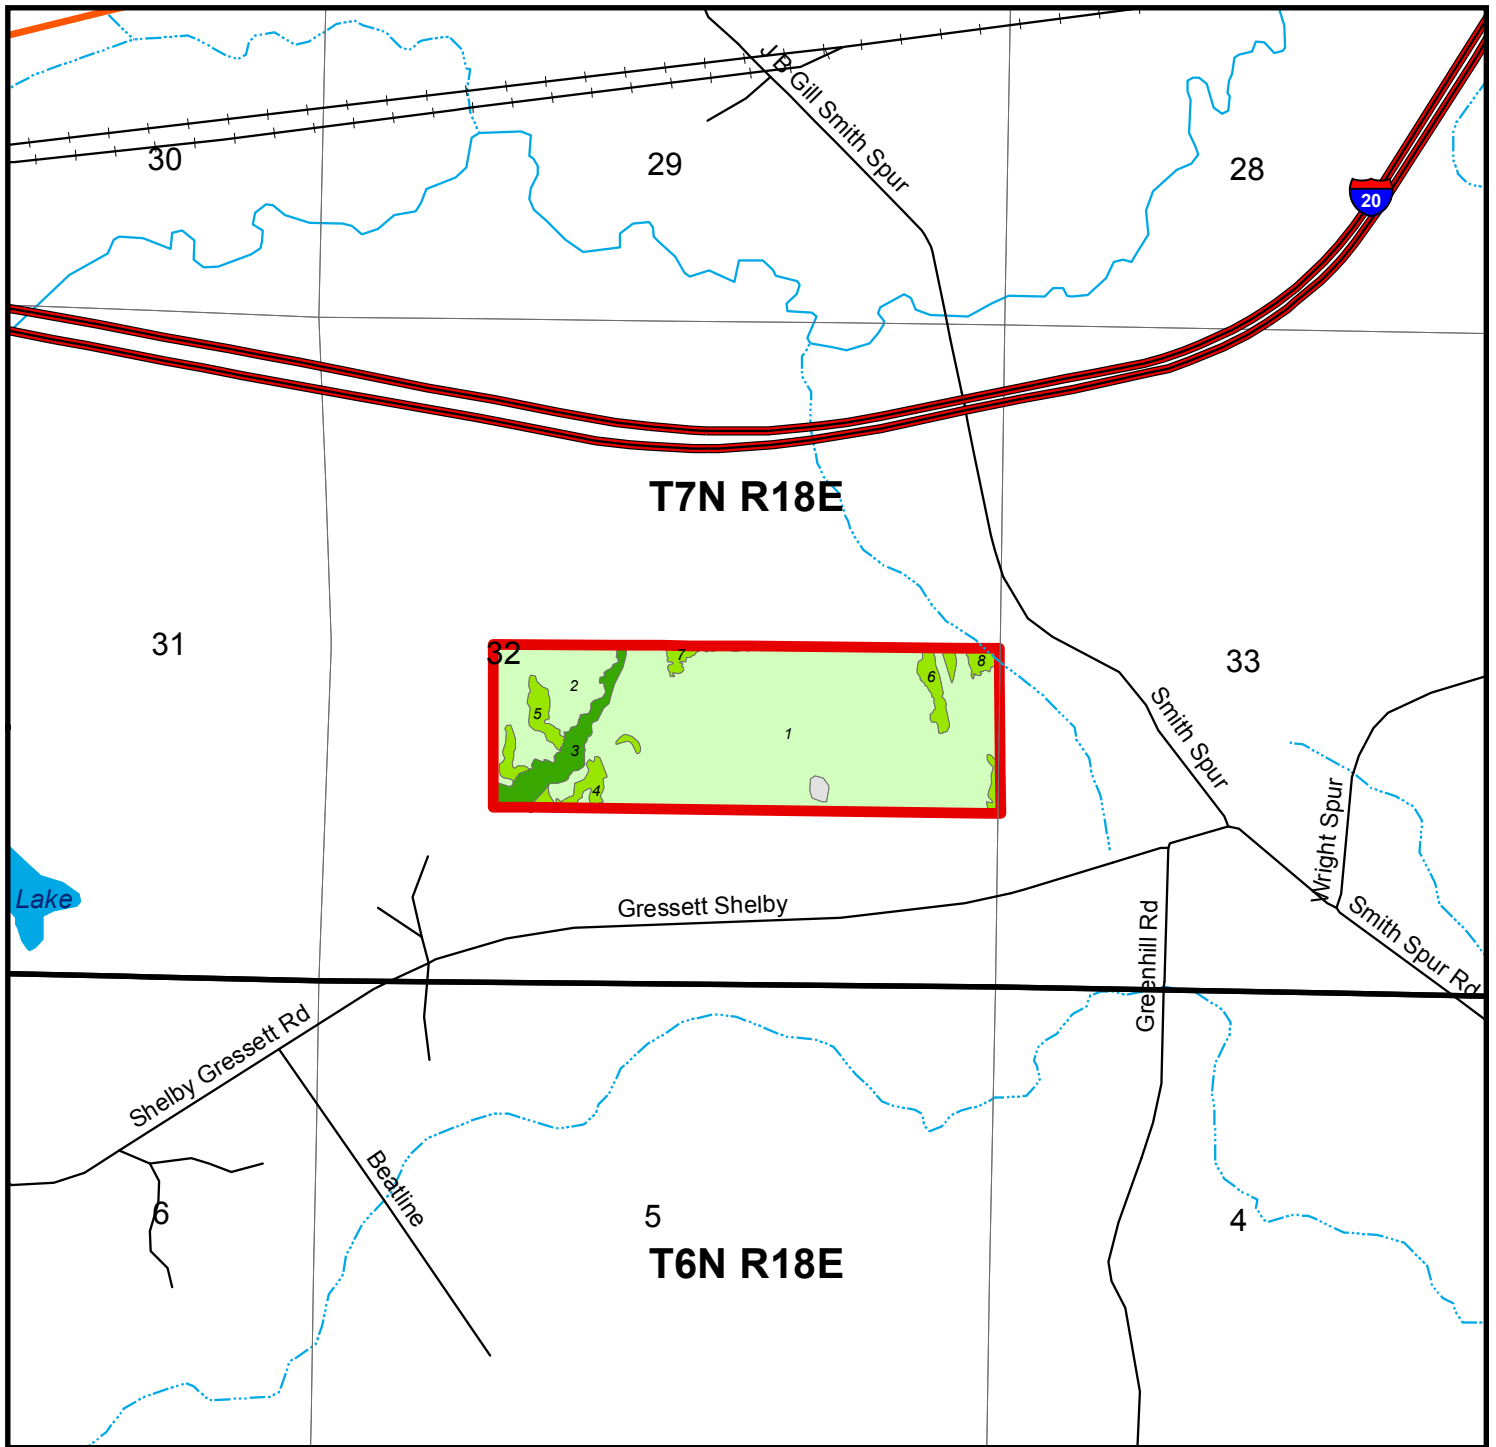 J B Gill Smith Spur
30
29
28
20
T7N R18E
31
32
33
7
8
2
6
5
1
3
4
Smith Spur
Wright Spur
Lake
Gressett Shelby
Greenhill Rd
Smith Spur Rd
Shelby Gressett Rd
Beatline
6
5
4
T6N R18E